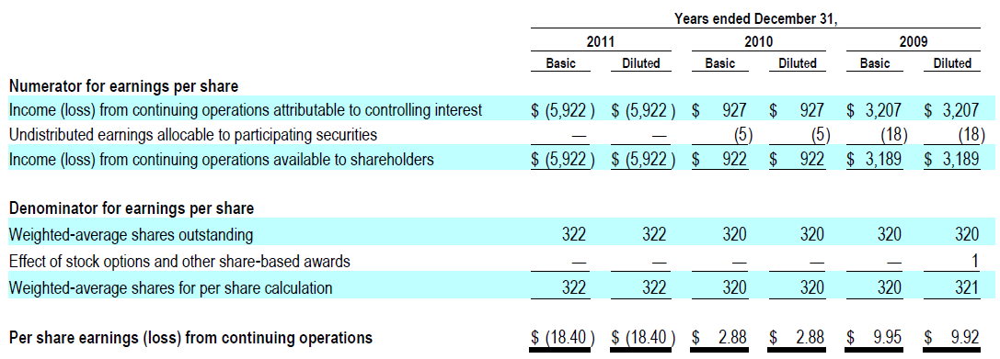 Years ended December 31,
2011 2010 2009
Basic Diluted Basic Diluted Basic Diluted
Numerator for earnings per share
Income (loss) from continuing operations attributable to controlling interest $ (5,922 ) $ (5,922 ) $ 927 $ 927 $ 3,207 $ 3,207
Undistributed earnings allocable to participating securities — — (5) (5) (18) (18)
Income (loss) from continuing operations available to shareholders $ (5,922 ) $ (5,922 ) $ 922 $ 922 $ 3,189 $ 3,189
Denominator for earnings per share
Weighted-average shares outstanding 322 322 320 320 320 320
Effect of stock options and other share-based awards — — — — — 1
Weighted-average shares for per share calculation 322 322 320 320 320 321
Per share earnings (loss) from continuing operations $ (18.40 ) $ (18.40 ) $ 2.88 $ 2.88 $ 9.95 $ 9.92